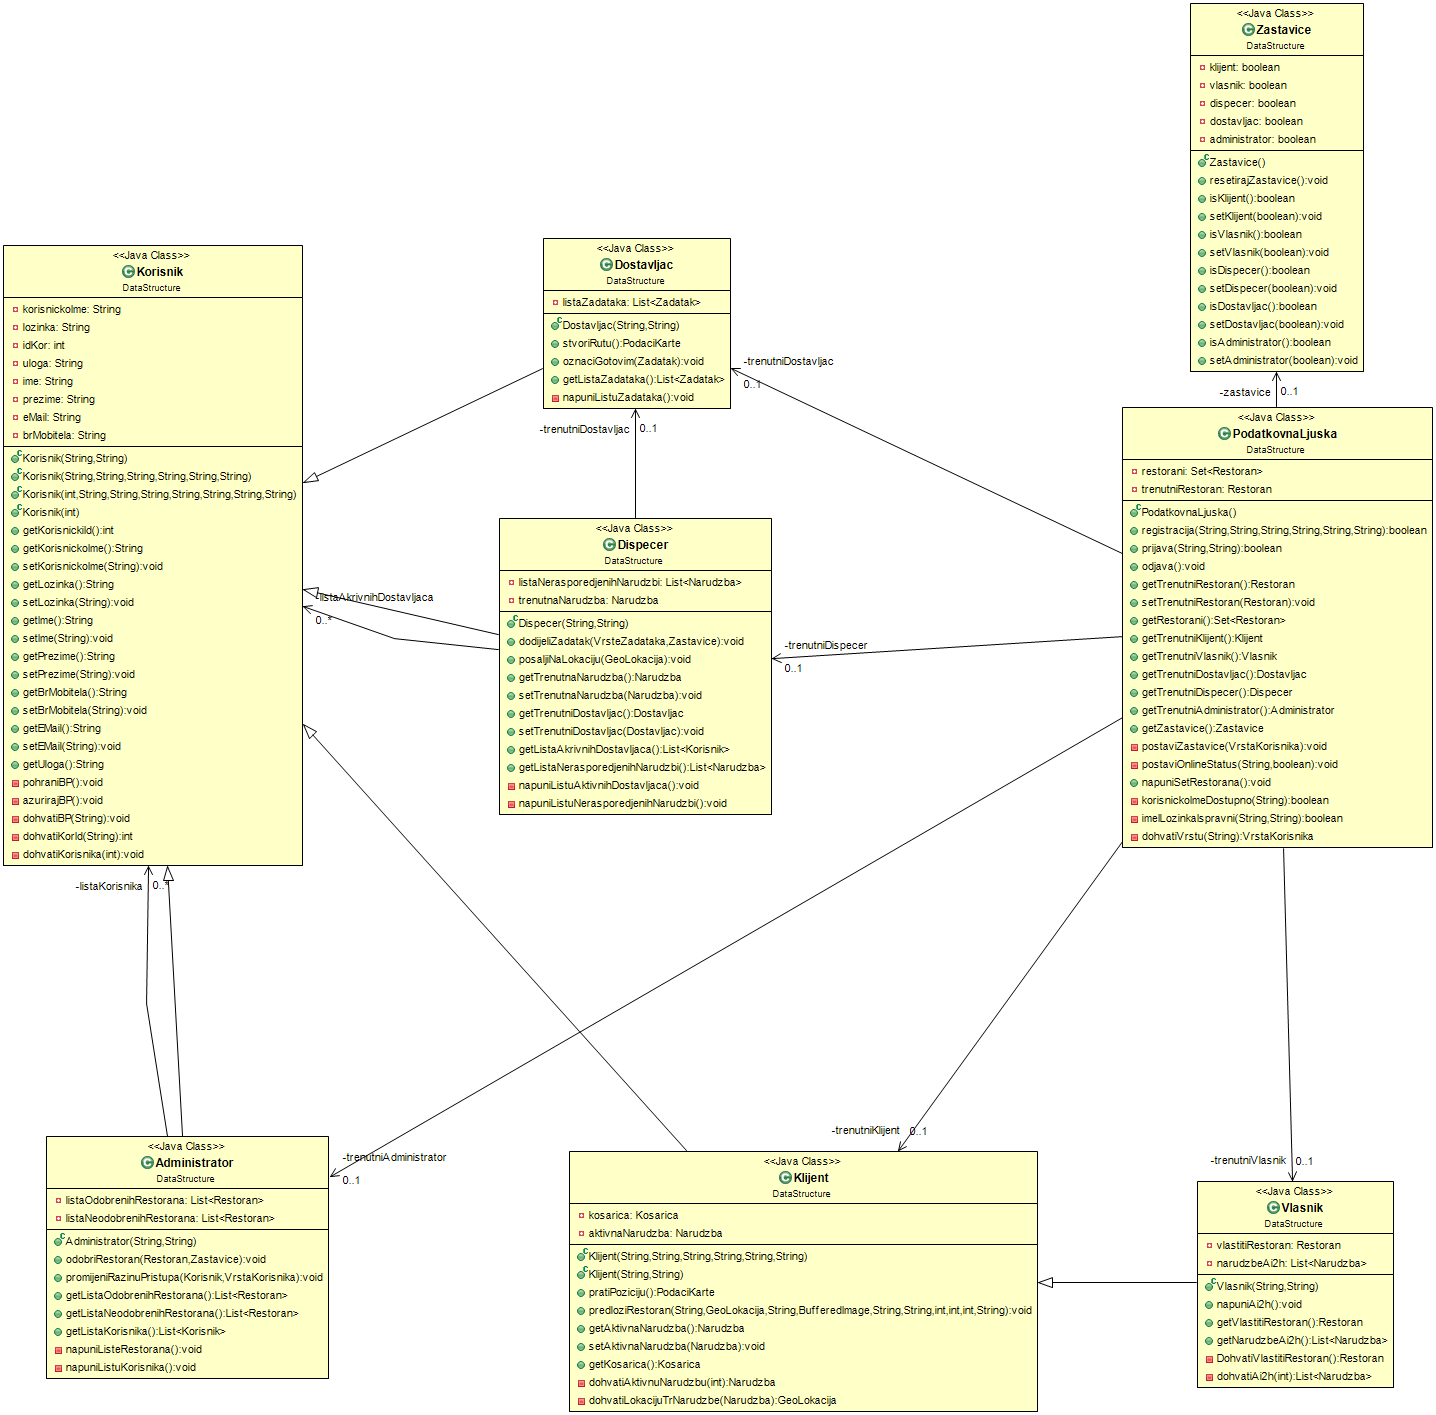 <<Java Class>>
Zastavice
DataStructure
klijent: boolean
vlasnik: boolean
dispecer: boolean
dostavljac: boolean
administrator: boolean
Zastavice()
resetirajZastavice():void
isKlijent():boolean
setKlijent(boolean):void
isVlasnik():boolean
setVlasnik(boolean):void
isDispecer():boolean
setDispecer(boolean):void
isDostavljac():boolean
setDostavljac(boolean):void
isAdministrator():boolean
setAdministrator(boolean):void
<<Java Class>>
Korisnik
DataStructure
korisnickoIme: String
lozinka: String
idKor: int
uloga: String
ime: String
prezime: String
eMail: String
brMobitela: String
Korisnik(String,String)
Korisnik(String,String,String,String,String,String)
Korisnik(int,String,String,String,String,String,String,String)
Korisnik(int)
getKorisnickiId():int
getKorisnickoIme():String
setKorisnickoIme(String):void
getLozinka():String
setLozinka(String):void
getIme():String
setIme(String):void
getPrezime():String
setPrezime(String):void
getBrMobitela():String
setBrMobitela(String):void
getEMail():String
setEMail(String):void
getUloga():String
pohraniBP():void
azurirajBP():void
dohvatiBP(String):void
dohvatiKorId(String):int
dohvatiKorisnika(int):void
<<Java Class>>
Dostavljac
DataStructure
listaZadataka: List<Zadatak>
Dostavljac(String,String)
stvoriRutu():PodaciKarte
oznaciGotovim(Zadatak):void
getListaZadataka():List<Zadatak>
napuniListuZadataka():void
-trenutniDostavljac
0..1
-trenutniDostavljac
0..1
-zastavice
0..1
<<Java Class>>
PodatkovnaLjuska
DataStructure
restorani: Set<Restoran>
trenutniRestoran: Restoran
PodatkovnaLjuska()
registracija(String,String,String,String,String,String):boolean
prijava(String,String):boolean
odjava():void
getTrenutniRestoran():Restoran
setTrenutniRestoran(Restoran):void
getRestorani():Set<Restoran>
getTrenutniKlijent():Klijent
getTrenutniVlasnik():Vlasnik
getTrenutniDostavljac():Dostavljac
getTrenutniDispecer():Dispecer
getTrenutniAdministrator():Administrator
getZastavice():Zastavice
postaviZastavice(VrstaKorisnika):void
postaviOnlineStatus(String,boolean):void
napuniSetRestorana():void
korisnickoImeDostupno(String):boolean
imeILozinkaIspravni(String,String):boolean
dohvatiVrstu(String):VrstaKorisnika
<<Java Class>>
Dispecer
DataStructure
listaNerasporedjenihNarudzbi: List<Narudzba>
trenutnaNarudzba: Narudzba
Dispecer(String,String)
dodijeliZadatak(VrsteZadataka,Zastavice):void
posaljiNaLokaciju(GeoLokacija):void
getTrenutnaNarudzba():Narudzba
setTrenutnaNarudzba(Narudzba):void
getTrenutniDostavljac():Dostavljac
setTrenutniDostavljac(Dostavljac):void
getListaAkrivnihDostavljaca():List<Korisnik>
getListaNerasporedjenihNarudzbi():List<Narudzba>
napuniListuAktivnihDostavljaca():void
napuniListuNerasporedjenihNarudzbi():void
-listaAkrivnihDostavljaca
0..*
-trenutniDispecer
0..1
-listaKorisnika
0..*
-trenutniAdministrator
0..1
-trenutniKlijent
0..1
-trenutniVlasnik
0..1
<<Java Class>>
Administrator
DataStructure
listaOdobrenihRestorana: List<Restoran>
listaNeodobrenihRestorana: List<Restoran>
Administrator(String,String)
odobriRestoran(Restoran,Zastavice):void
promijeniRazinuPristupa(Korisnik,VrstaKorisnika):void
getListaOdobrenihRestorana():List<Restoran>
getListaNeodobrenihRestorana():List<Restoran>
getListaKorisnika():List<Korisnik>
napuniListeRestorana():void
napuniListuKorisnika():void
<<Java Class>>
Klijent
DataStructure
kosarica: Kosarica
aktivnaNarudzba: Narudzba
Klijent(String,String,String,String,String,String)
Klijent(String,String)
pratiPoziciju():PodaciKarte
predloziRestoran(String,GeoLokacija,String,BufferedImage,String,String,int,int,int,String):void
getAktivnaNarudzba():Narudzba
setAktivnaNarudzba(Narudzba):void
getKosarica():Kosarica
dohvatiAktivnuNarudzbu(int):Narudzba
dohvatiLokacijuTrNarudzbe(Narudzba):GeoLokacija
<<Java Class>>
Vlasnik
DataStructure
vlastitiRestoran: Restoran
narudzbeAi2h: List<Narudzba>
Vlasnik(String,String)
napuniAi2h():void
getVlastitiRestoran():Restoran
getNarudzbeAi2h():List<Narudzba>
DohvatiVlastitiRestoran():Restoran
dohvatiAi2h(int):List<Narudzba>